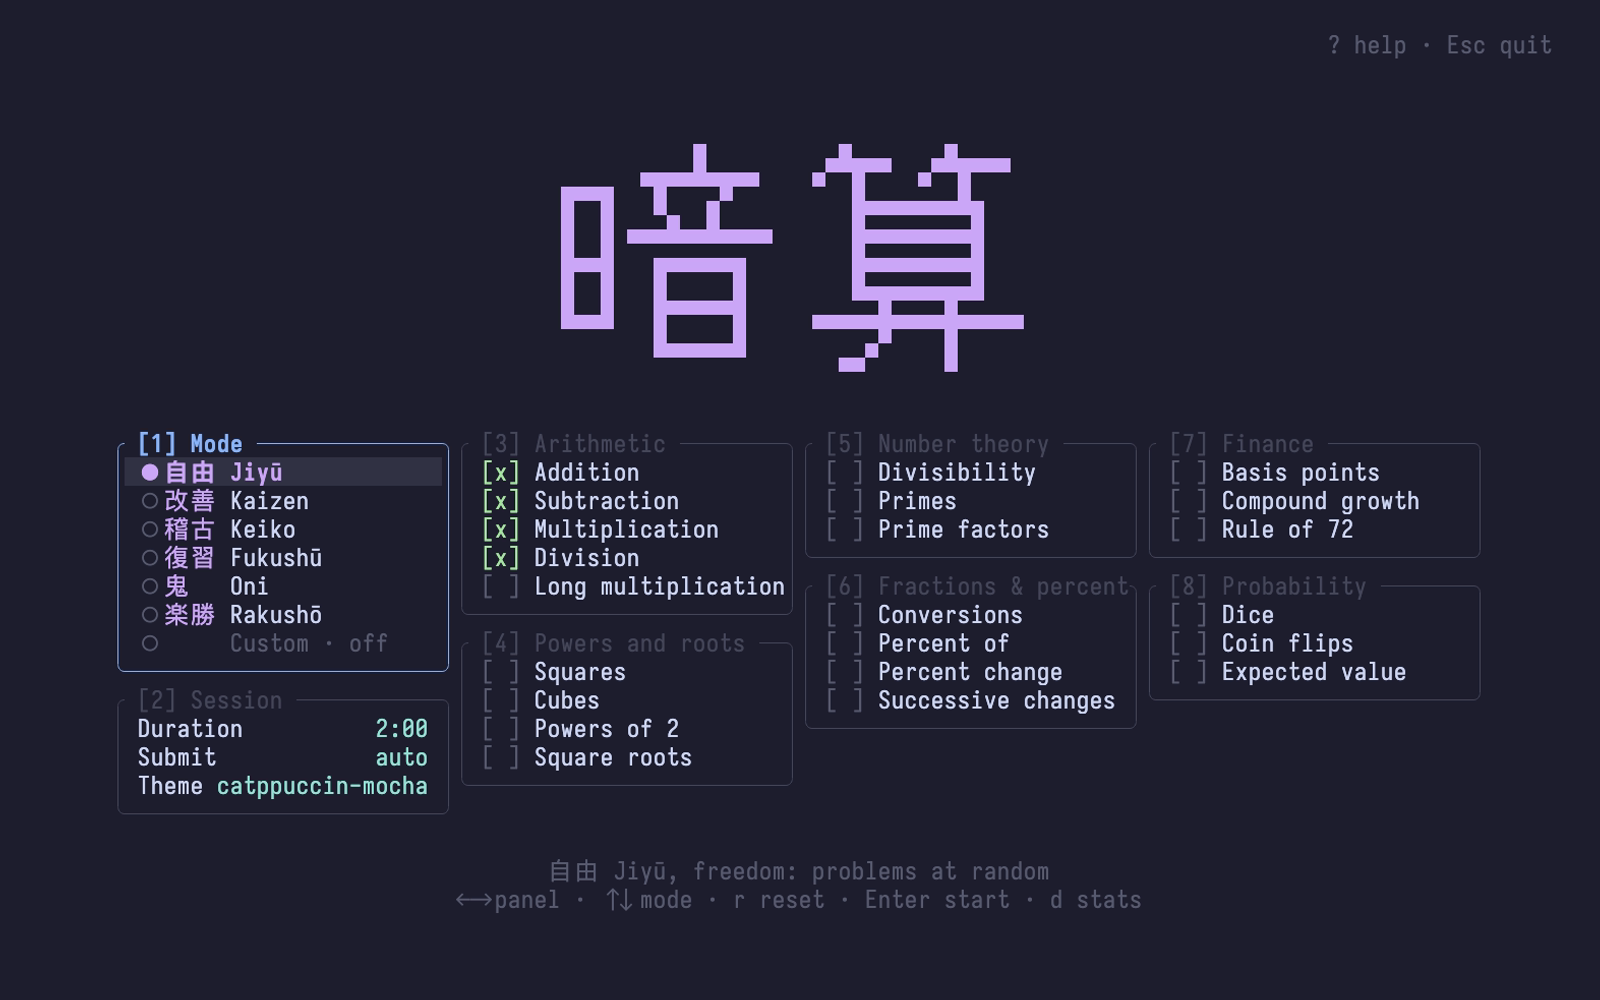 ? help · Esc quit
暗算
[1] Mode
自由 Jiyū
改善 Kaizen
稽古 Keiko
復習 Fukushū
鬼 Oni
楽勝 Rakushō
Custom · off
[2] Session
Duration 2:00
Submit auto
Theme catppuccin-mocha
[3] Arithmetic
[x] Addition
[x] Subtraction
[x] Multiplication
[x] Division
[ ] Long multiplication
[4] Powers and roots
[ ] Squares
[ ] Cubes
[ ] Powers of 2
[ ] Square roots
[5] Number theory
[ ] Divisibility
[ ] Primes
[ ] Prime factors
[6] Fractions & percent
[ ] Conversions
[ ] Percent of
[ ] Percent change
[ ] Successive changes
[7] Finance
[ ] Basis points
[ ] Compound growth
[ ] Rule of 72
[8] Probability
[ ] Dice
[ ] Coin flips
[ ] Expected value
自由 Jiyū, freedom: problems at random
←→panel · ↑↓ mode · r reset · Enter start · d stats